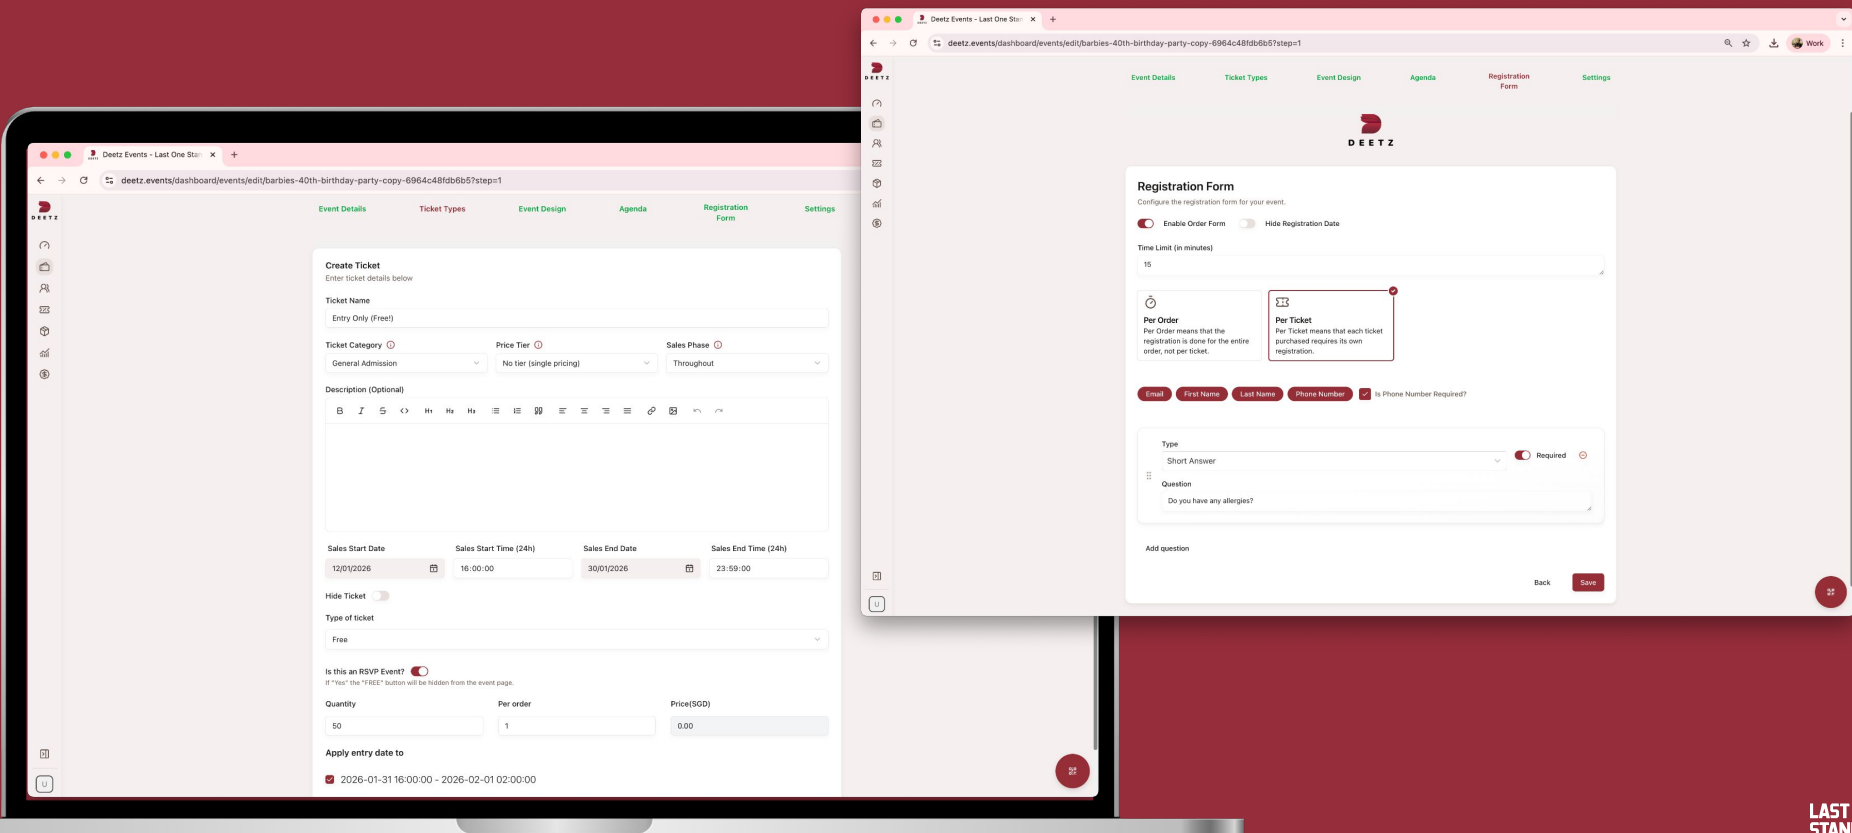 Deetz Events - Last One Stan
deetz.events/dashboard/events/edit/barbies-40th-birthday-party-copy-6964c48fdb6b5?step=1
DEETZ
Event Details
Ticket Types
Event Design
Agenda
Registration
Form
Settings
Create Ticket
Enter ticket details below
Ticket Name
Entry Only (Free!)
Ticket Category
Price Tier
Sales Phase
General Admission
No tier (single pricing)
Throughout
Description (Optional)
B I S <> H1 H2 H3
Sales Start Date
Sales Start Time (24h)
Sales End Date
Sales End Time (24h)
12/01/2026
16:00:00
30/01/2026
23:59:00
Hide Ticket
Type of ticket
Free
Is this an RSVP Event?
If "Yes" the "FREE" button will be hidden from the event page.
Quantity
Per order
Price(SGD)
50
1
0.00
Apply entry date to
2026-01-31 16:00:00 - 2026-02-01 02:00:00
U
Deetz Events - Last One Stan
deetz.events/dashboard/events/edit/barbies-40th-birthday-party-copy-6964c48fdb6b5?step=1
Work
DEETZ
Event Details
Ticket Types
Event Design
Agenda
Registration
Form
Settings
DEETZ
Registration Form
Configure the registration form for your event.
Enable Order Form
Hide Registration Date
Time Limit (in minutes)
15
Per Order
Per Order means that the
registration is done for the entire
order, not per ticket.
Per Ticket
Per Ticket means that each ticket
purchased requires its own
registration.
Email
First Name
Last Name
Phone Number
Is Phone Number Required?
Type
Short Answer
Required
Question
Do you have any allergies?
Add question
Back
Save
U
LAST
STAN